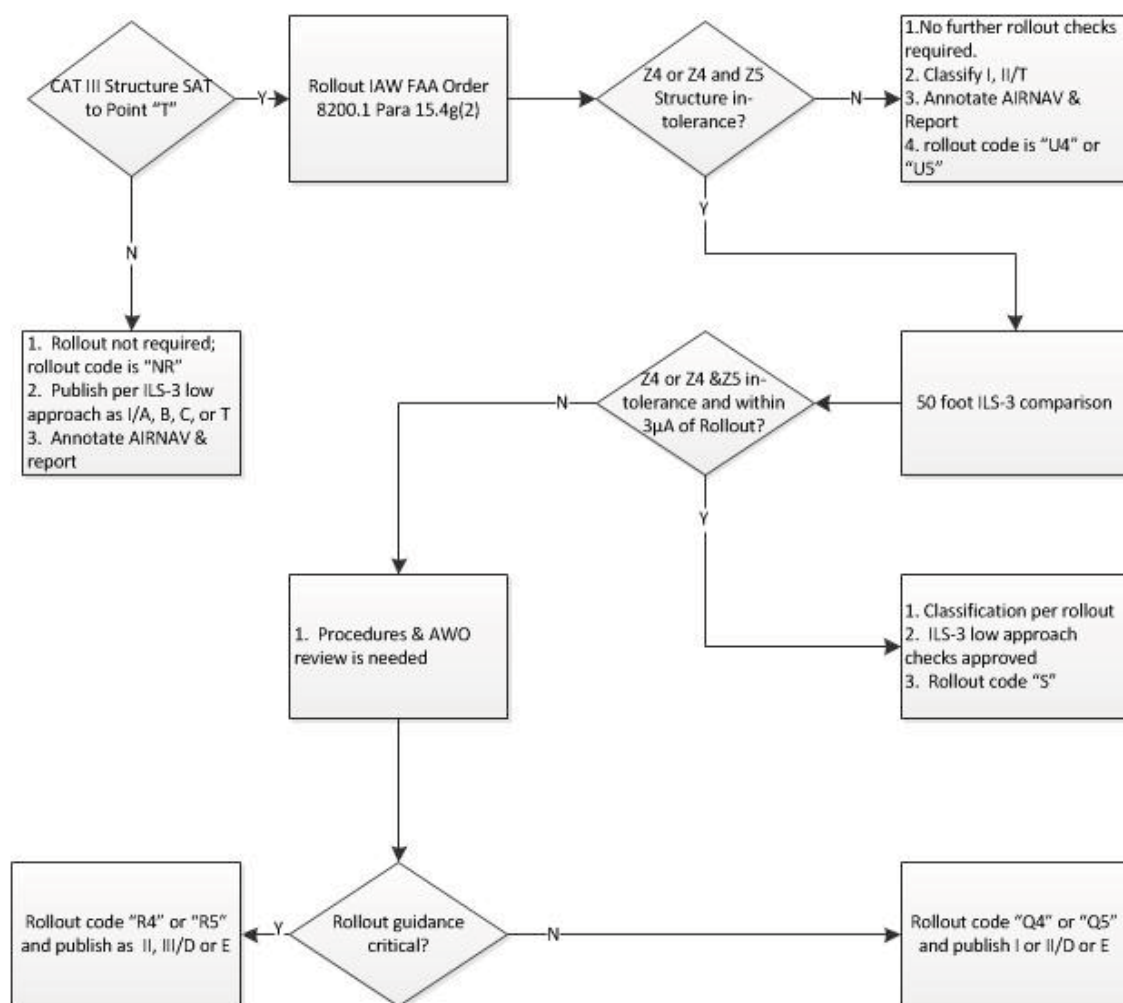 CAT III Structure SAT
to Point “T”
Y
Rollout IAW FAA Order
8200.1 Para 15.4g(2)
Z4 or Z4 and Z5
Structure in-
tolerance?
N
1.No further rollout checks
required.
2. Classify I, II/T
3. Annotate AIRNAV &
Report
4. rollout code is “U4” or
“U5”
N
Y
1. Rollout not required;
rollout code is “NR”
2. Publish per ILS-3 low
approach as I/A, B, C, or T
3. Annotate AIRNAV &
report
50 foot ILS-3 comparison
Z4 or Z4 &Z5 in-
tolerance and within
3µA of Rollout?
N
Y
1. Procedures & AWO
review is needed
1. Classification per rollout
2. ILS-3 low approach
checks approved
3. Rollout code “S”
Rollout guidance
critical?
Y
Rollout code “R4” or “R5”
and publish as II, III/D or E
N
Rollout code “Q4” or “Q5”
and publish I or II/D or E